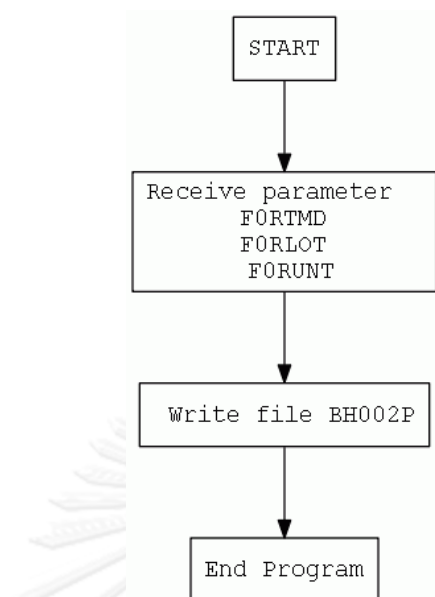 START
Receive parameter
F0RTMD
F0RLOT
F0RUNT
Write file BH002P
End Program